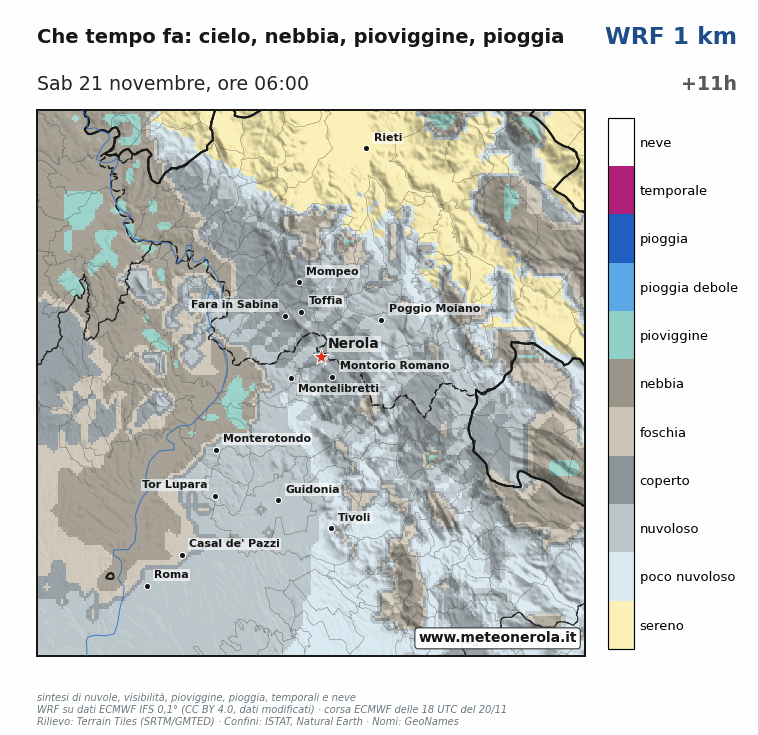 Che tempo fa: cielo, nebbia, pioviggine, pioggia
WRF 1 km
Sab 21 novembre, ore 06:00
+11h
Rieti
Mompeo
Fara in Sabina
Toffia
Poggio Moiano
Nerola
Montorio Romano
Montelibretti
Monterotondo
Tor Lupara
Guidonia
Tivoli
Casal de' Pazzi
Roma
www.meteonerola.it
neve
temporale
pioggia
pioggia debole
pioviggine
nebbia
foschia
coperto
nuvoloso
poco nuvoloso
sereno
sintesi di nuvole, visibilità, pioviggine, pioggia, temporali e neve
WRF su dati ECMWF IFS 0,1° (CC BY 4.0, dati modificati) · corsa ECMWF delle 18 UTC del 20/11
Rilievo: Terrain Tiles (SRTM/GMTED) · Confini: ISTAT, Natural Earth · Nomi: GeoNames